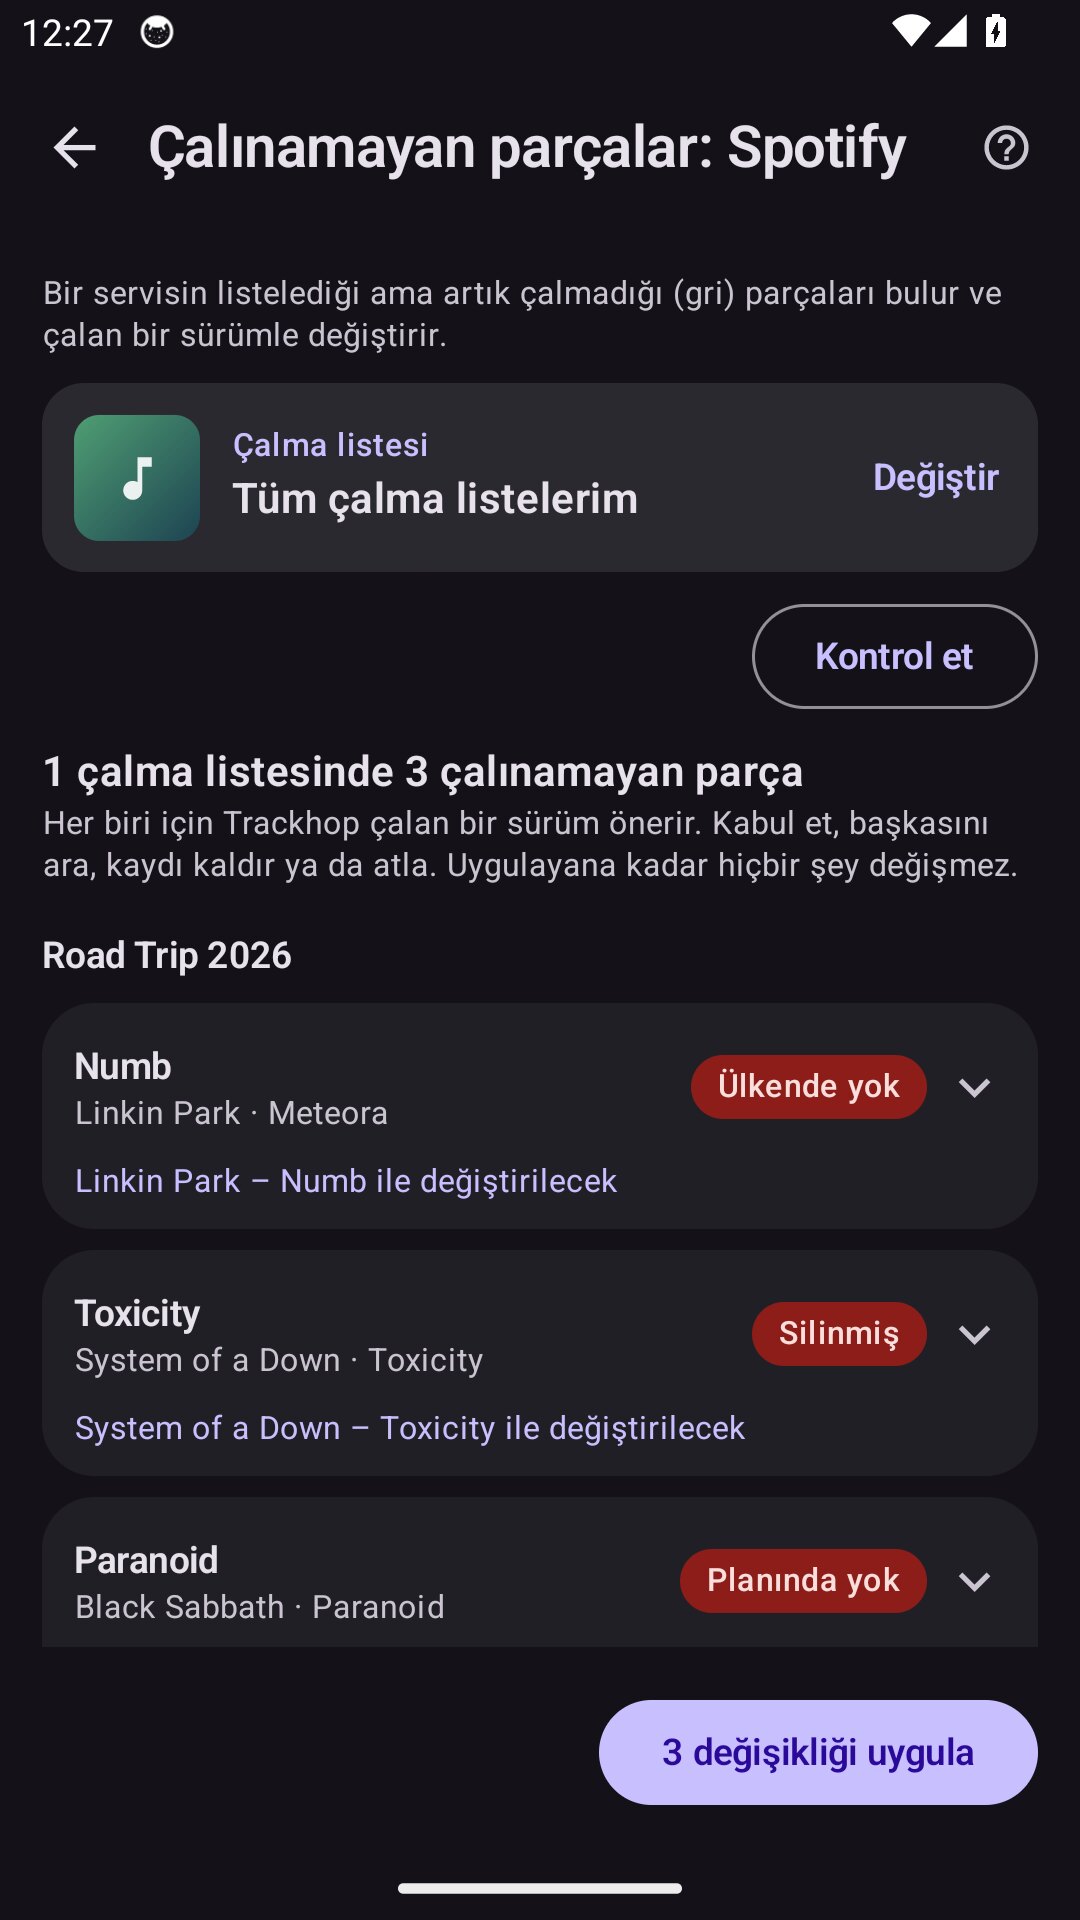 12:27
Çalınamayan parçalar: Spotify
Bir servisin listelediği ama artık çalmadığı (gri) parçaları bulur ve
çalan bir sürümle değiştirir.
Çalma listesi
Tüm çalma listelerim
Değiştir
Kontrol et
1 çalma listesinde 3 çalınamayan parça
Her biri için Trackhop çalan bir sürüm önerir. Kabul et, başkasını
ara, kaydı kaldır ya da atla. Uygulayana kadar hiçbir şey değişmez.
Road Trip 2026
Numb
Linkin Park · Meteora
Ülkende yok
Linkin Park – Numb ile değiştirilecek
Toxicity
System of a Down · Toxicity
Silinmiş
System of a Down – Toxicity ile değiştirilecek
Paranoid
Black Sabbath · Paranoid
Planında yok
3 değişikliği uygula